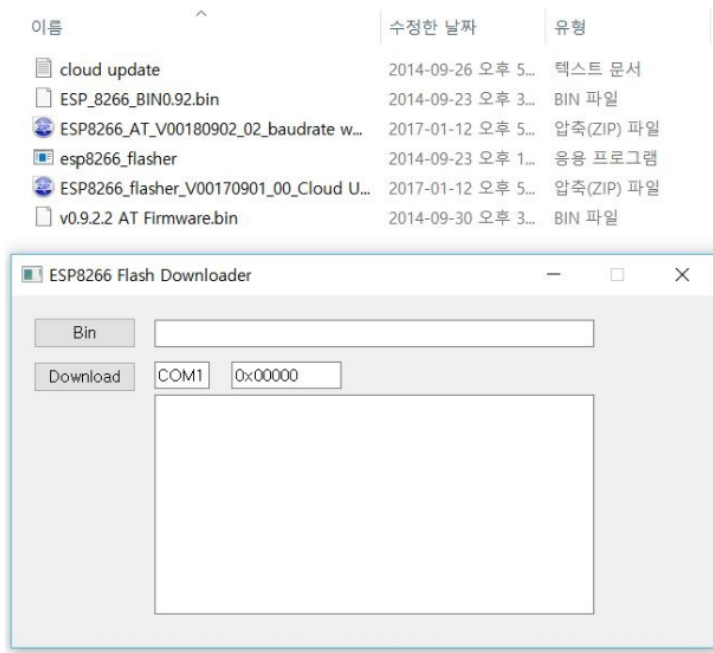 이름 수정한 날짜 유형
cloud update 2014-09-26 오후 5... 텍스트 문서
ESP_8266_BIN0.92.bin 2014-09-23 오후 3... BIN 파일
ESP8266_AT_V00180902_02_baudrate w... 2017-01-12 오후 5... 압축(ZIP) 파일
esp8266_flasher 2014-09-23 오후 1... 응용 프로그램
ESP8266_flasher_V00170901_00_Cloud U... 2017-01-12 오후 5... 압축(ZIP) 파일
v0.9.2.2 AT Firmware.bin 2014-09-30 오후 3... BIN 파일
ESP8266 Flash Downloader
Bin
Download COM1 0x00000